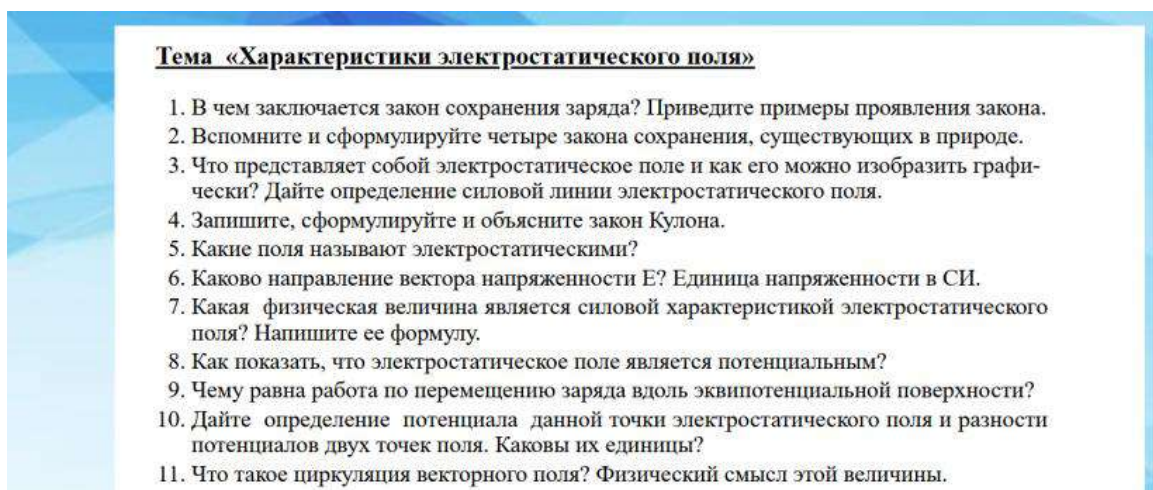 Тема «Характеристики электростатического поля»
1. В чем заключается закон сохранения заряда? Приведите примеры проявления закона.
2. Вспомните и сформулируйте четыре закона сохранения, существующих в природе.
3. Что представляет собой электростатическое поле и как его можно изобразить графи-
чески? Дайте определение силовой линии электростатического поля.
4. Запишите, сформулируйте и объясните закон Кулона.
5. Какие поля называют электростатическими?
6. Каково направление вектора напряженности Е? Единица напряженности в СИ.
7. Какая физическая величина является силовой характеристикой электростатического
поля? Напишите ее формулу.
8. Как показать, что электростатическое поле является потенциальным?
9. Чему равна работа по перемещению заряда вдоль эквипотенциальной поверхности?
10. Дайте определение потенциала данной точки электростатического поля и разности
потенциалов двух точек поля. Каковы их единицы?
11. Что такое циркуляция векторного поля? Физический смысл этой величины.